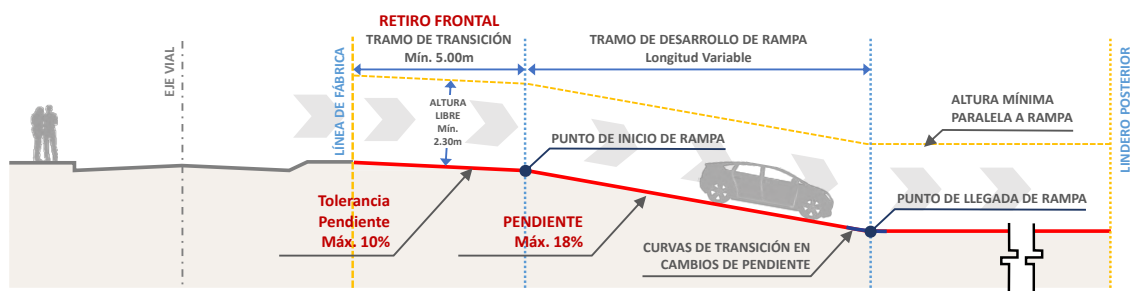 RETIRO FRONTAL
TRAMO DE TRANSICIÓN
Mín. 5.00m
TRAMO DE DESARROLLO DE RAMPA
Longitud Variable
EJE VIAL
LÍNEA DE FÁBRICA
ALTURA
LIBRE
Mín.
2.30m
ALTURA MÍNIMA
PARALELA A RAMPA
LINDERO POSTERIOR
PUNTO DE INICIO DE RAMPA
Tolerancia
Pendiente
Máx. 10%
PENDIENTE
Máx. 18%
PUNTO DE LLEGADA DE RAMPA
CURVAS DE TRANSICIÓN EN
CAMBIOS DE PENDIENTE